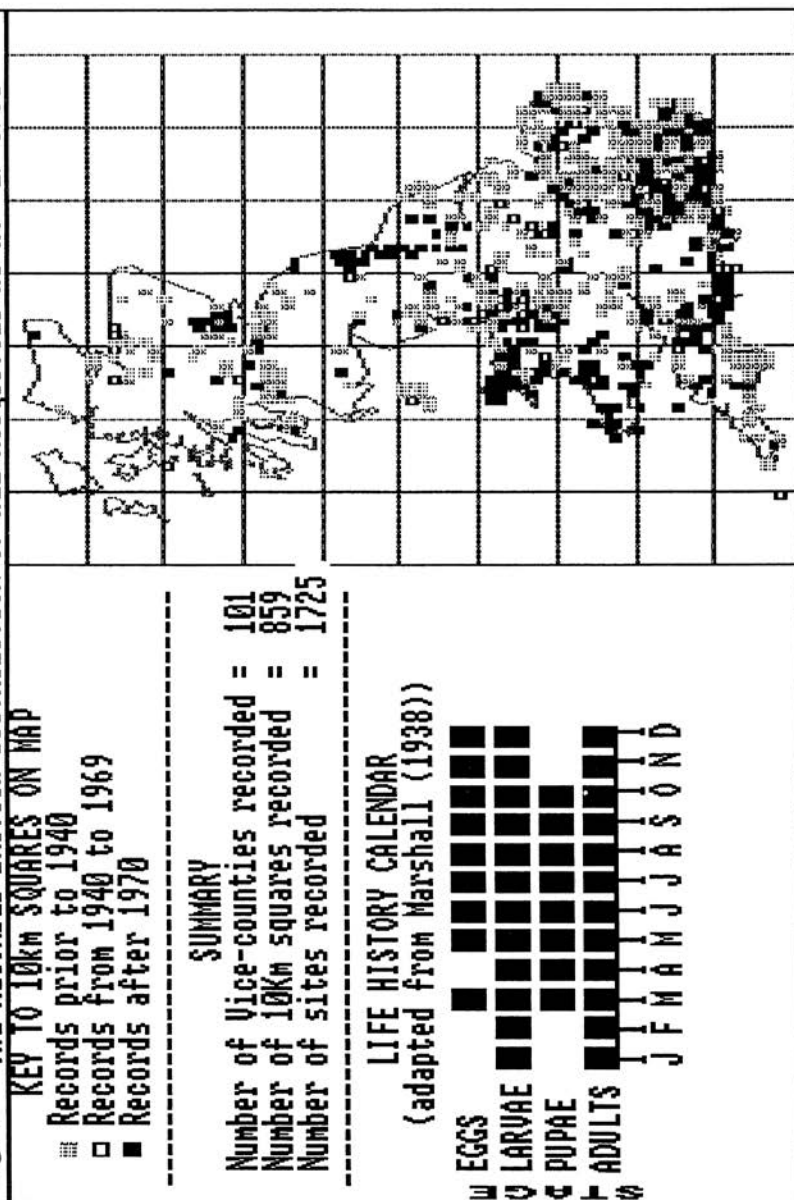 KEY TO 10km SQUARES ON MAP
Records prior to 1940
Records from 1940 to 1969
Records after 1970
SUMMARY
Number of Vice-counties recorded = 101
Number of 10Km squares recorded = 859
Number of sites recorded = 1725
LIFE HISTORY CALENDAR
(adapted from Marshall (1938))
EGGS
LARVAE
PUPAE
ADULTS
J F M A M J J A S O N D